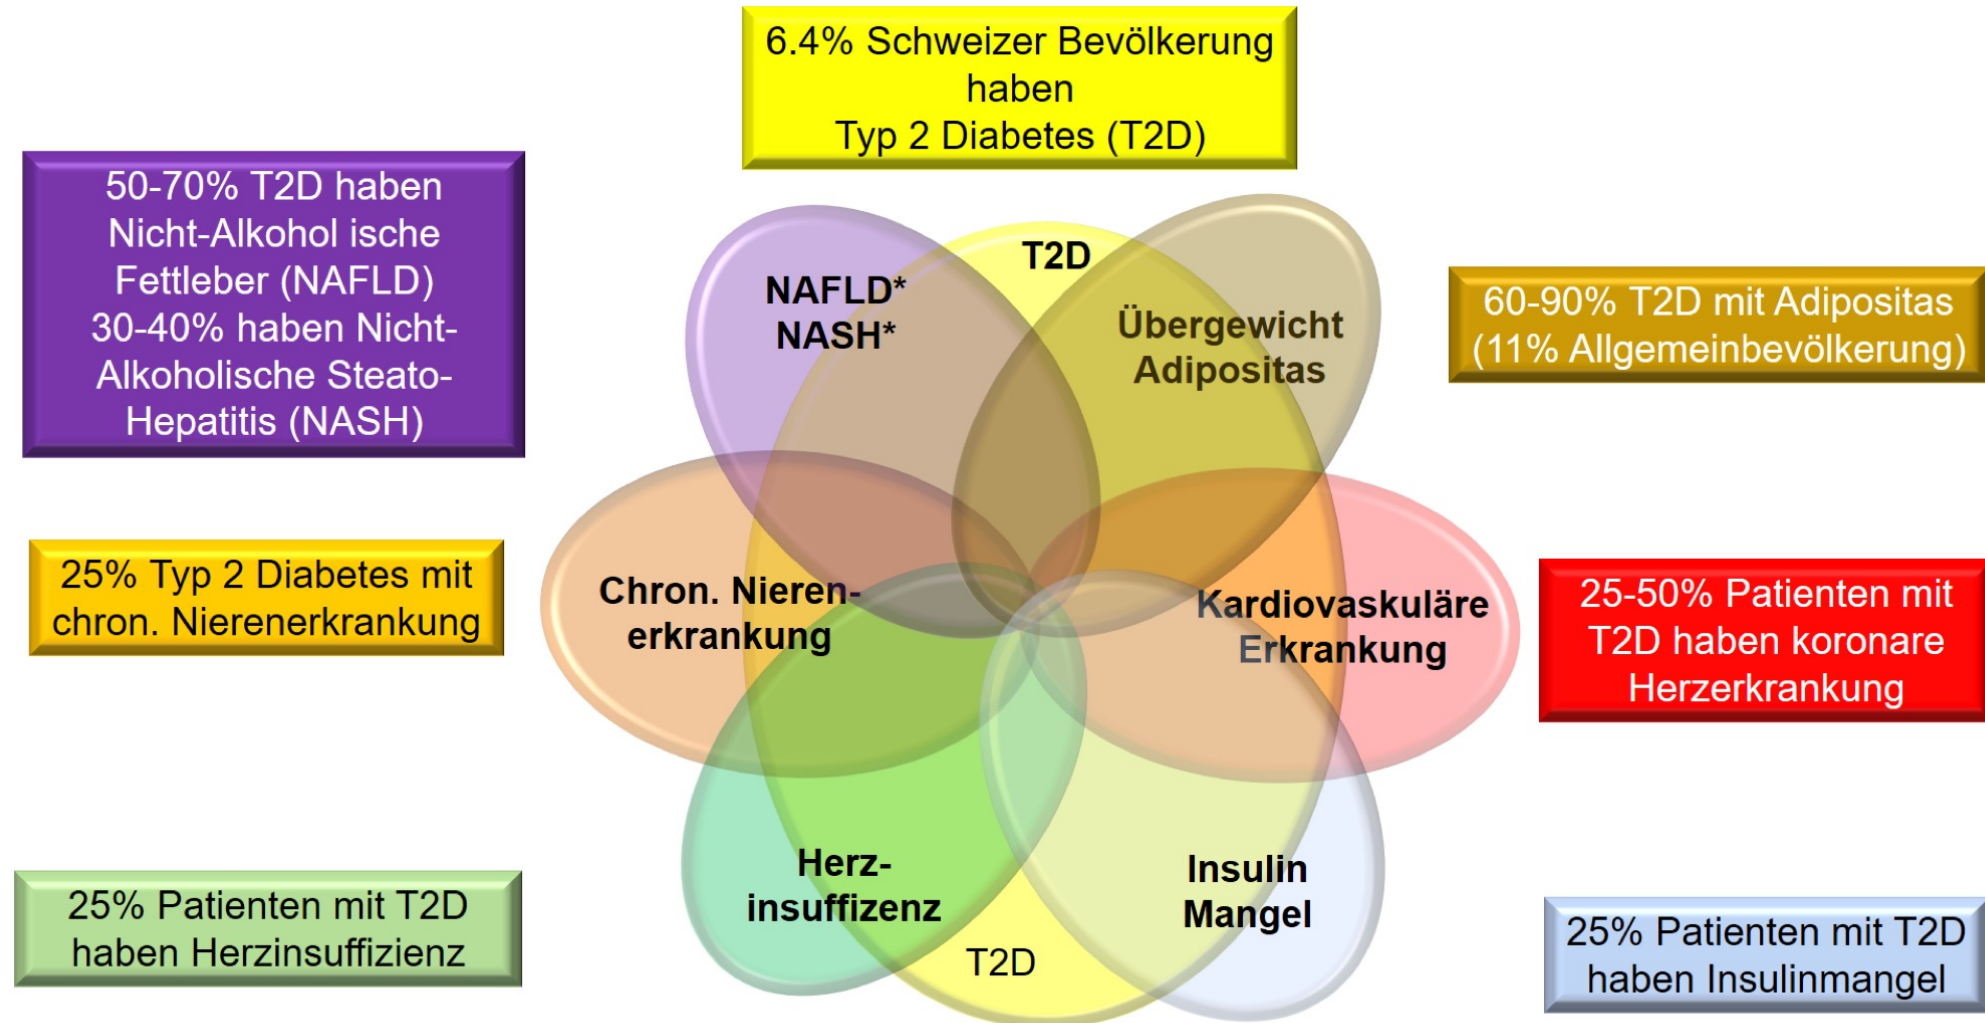 6.4% Schweizer Bevölkerung
haben
Typ 2 Diabetes (T2D)
50-70% T2D haben
Nicht-Alkohol ische
Fettleber (NAFLD)
30-40% haben Nicht-
Alkoholische Steato-
Hepatitis (NASH)
T2D
NAFLD*
NASH*
Übergewicht
Adipositas
60-90% T2D mit Adipositas
(11% Allgemeinbevölkerung)
25% Typ 2 Diabetes mit
chron. Nierenerkrankung
Chron. Nieren-
erkrankung
Kardiovaskuläre
Erkrankung
25-50% Patienten mit
T2D haben koronare
Herzerkrankung
Herz-
insuffizenz
Insulin
Mangel
25% Patienten mit T2D
haben Herzinsuffizienz
T2D
25% Patienten mit T2D
haben Insulinmangel